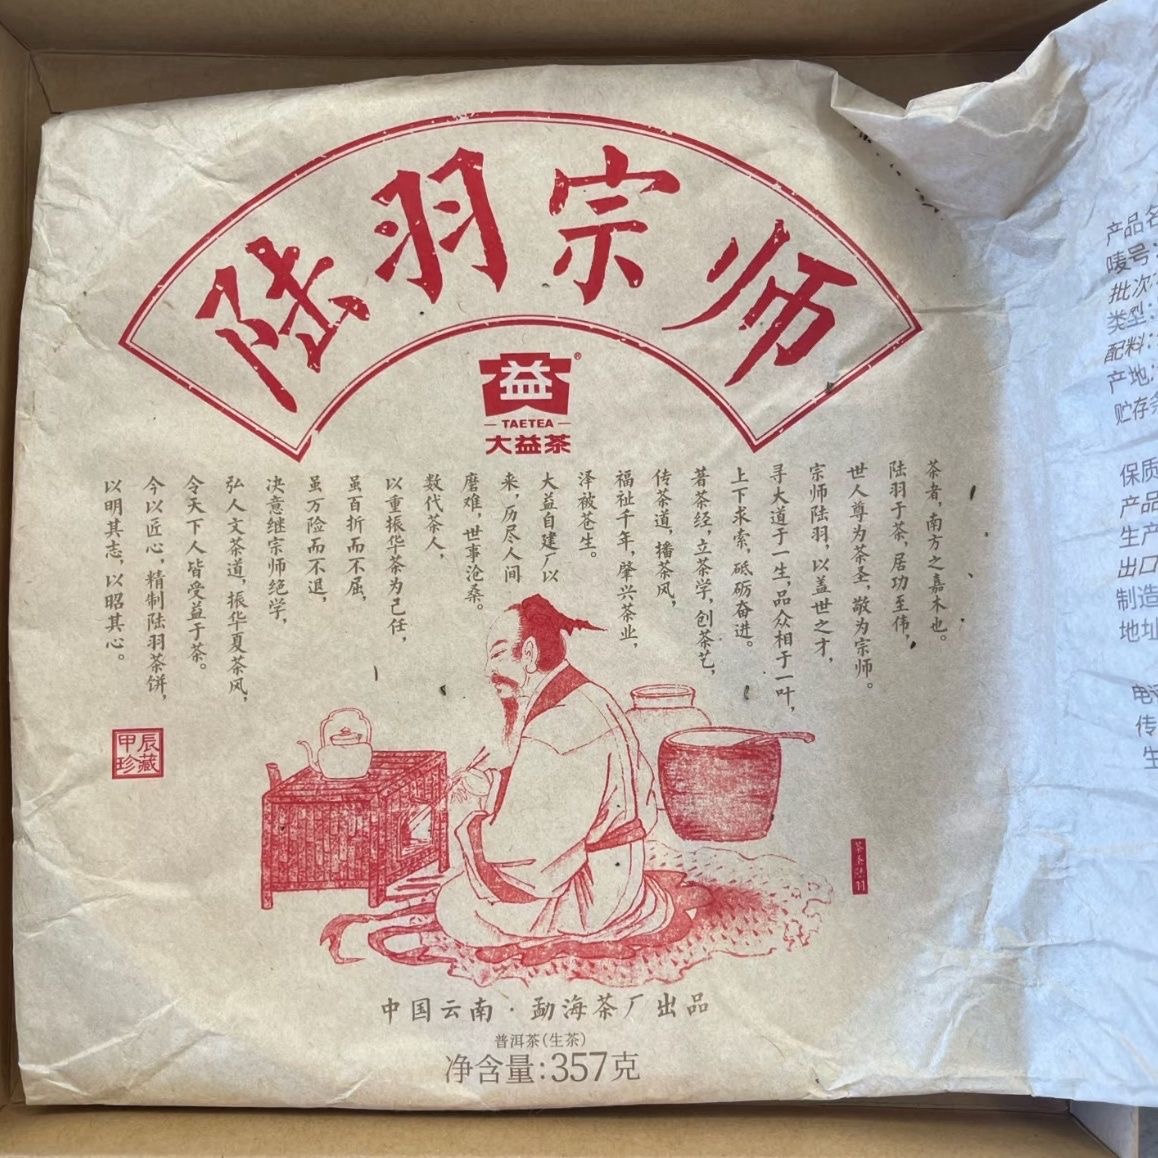 陆羽宗师
益
®
TAETEA
大益茶
茶者，南方之嘉木也。
陆羽于茶，居功至伟，
世人尊为茶圣，敬为宗师。
宗师陆羽，以盖世之才，
寻大道于一生，品众相于一叶，
上下求索，砥砺奋进。
著茶经，立茶学，创茶艺，
传茶道，播茶风，
福祉千年，肇兴茶业，
泽被苍生。
大益自建厂以
来，历尽人间
磨难，世事沧桑。
数代茶人，
以重振华茶为己任，
虽百折而不屈，
虽万险而不退，
决意继宗师绝学，
弘人文茶道，振华夏茶风，
令天下人皆受益于茶。
今以匠心，精制陆羽茶饼，
以明其志，以昭其心。
甲辰
珍藏
中国云南·勐海茶厂出品
普洱茶(生茶)
净含量:357克
产品名
唛号:
批次
类型:
配料:
产地:
贮存条
保质
产品
生产
出口
制造
地址
电
传
生